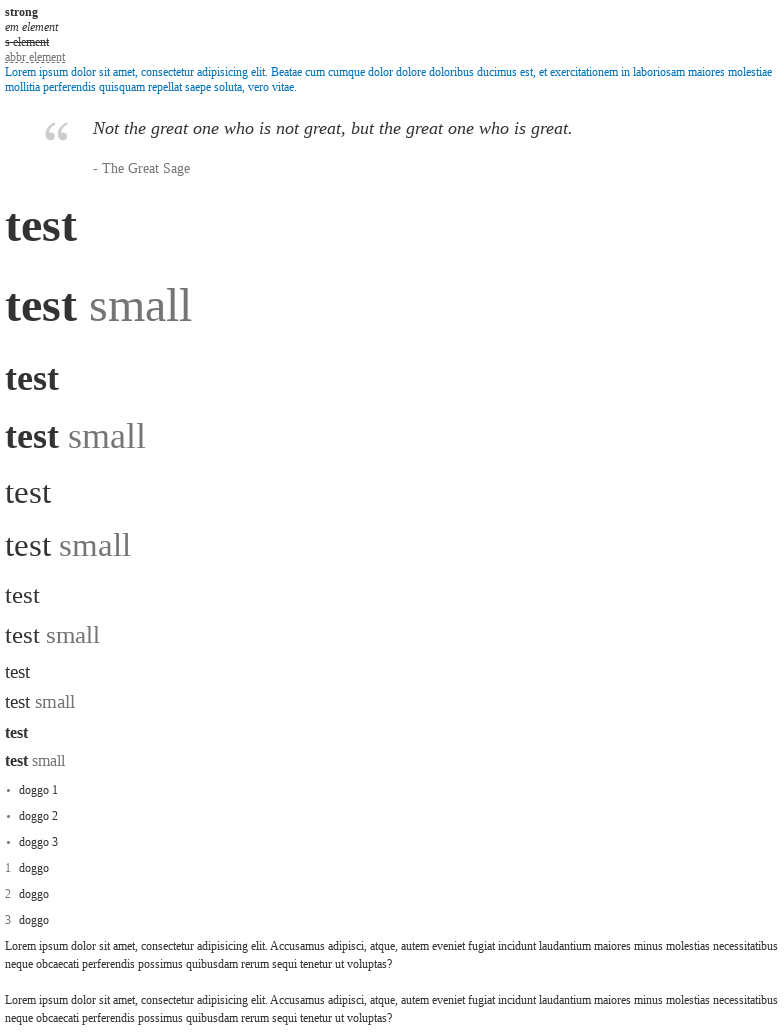 strong
em element
s element
abbr element
Lorem ipsum dolor sit amet, consectetur adipisicing elit. Beatae cum cumque dolor dolore doloribus ducimus est, et exercitationem in laboriosam maiores molestiae
mollitia perferendis quisquam repellat saepe soluta, vero vitae.
“ Not the great one who is not great, but the great one who is great.
- The Great Sage
test
test small
test
test small
test
test small
test
test small
test
test small
test
test small
• doggo 1
• doggo 2
• doggo 3
1 doggo
2 doggo
3 doggo
Lorem ipsum dolor sit amet, consectetur adipisicing elit. Accusamus adipisci, atque, autem eveniet fugiat incidunt laudantium maiores minus molestias necessitatibus
neque obcaecati perferendis possimus quibusdam rerum sequi tenetur ut voluptas?
Lorem ipsum dolor sit amet, consectetur adipisicing elit. Accusamus adipisci, atque, autem eveniet fugiat incidunt laudantium maiores minus molestias necessitatibus
neque obcaecati perferendis possimus quibusdam rerum sequi tenetur ut voluptas?